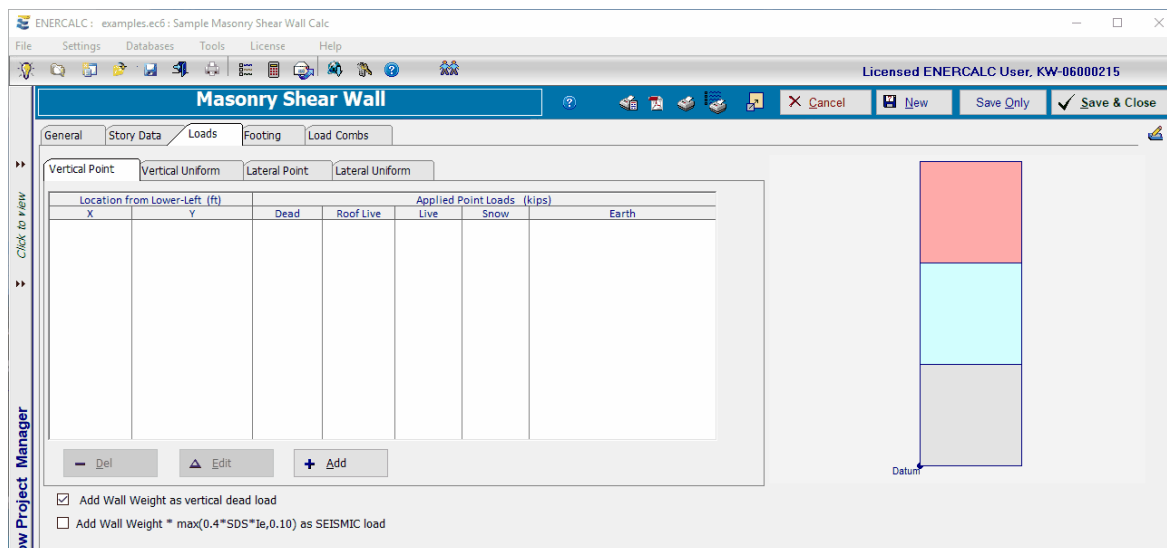 ENERCALC : examples.ec6 : Sample Masonry Shear Wall Calc
File Settings Databases Tools License Help
Licensed ENERCALC User, KW-06000215
Masonry Shear Wall
Cancel New Save Only Save & Close
General Story Data Loads Footing Load Combs
Vertical Point Vertical Uniform Lateral Point Lateral Uniform
Location from Lower-Left (ft) Applied Point Loads (kips)
X Y Dead Roof Live Live Snow Earth
Click to view
ow Project Manager
Del Edit Add
Datum
Add Wall Weight as vertical dead load
Add Wall Weight * max(0.4*SDS*Ie,0.10) as SEISMIC load